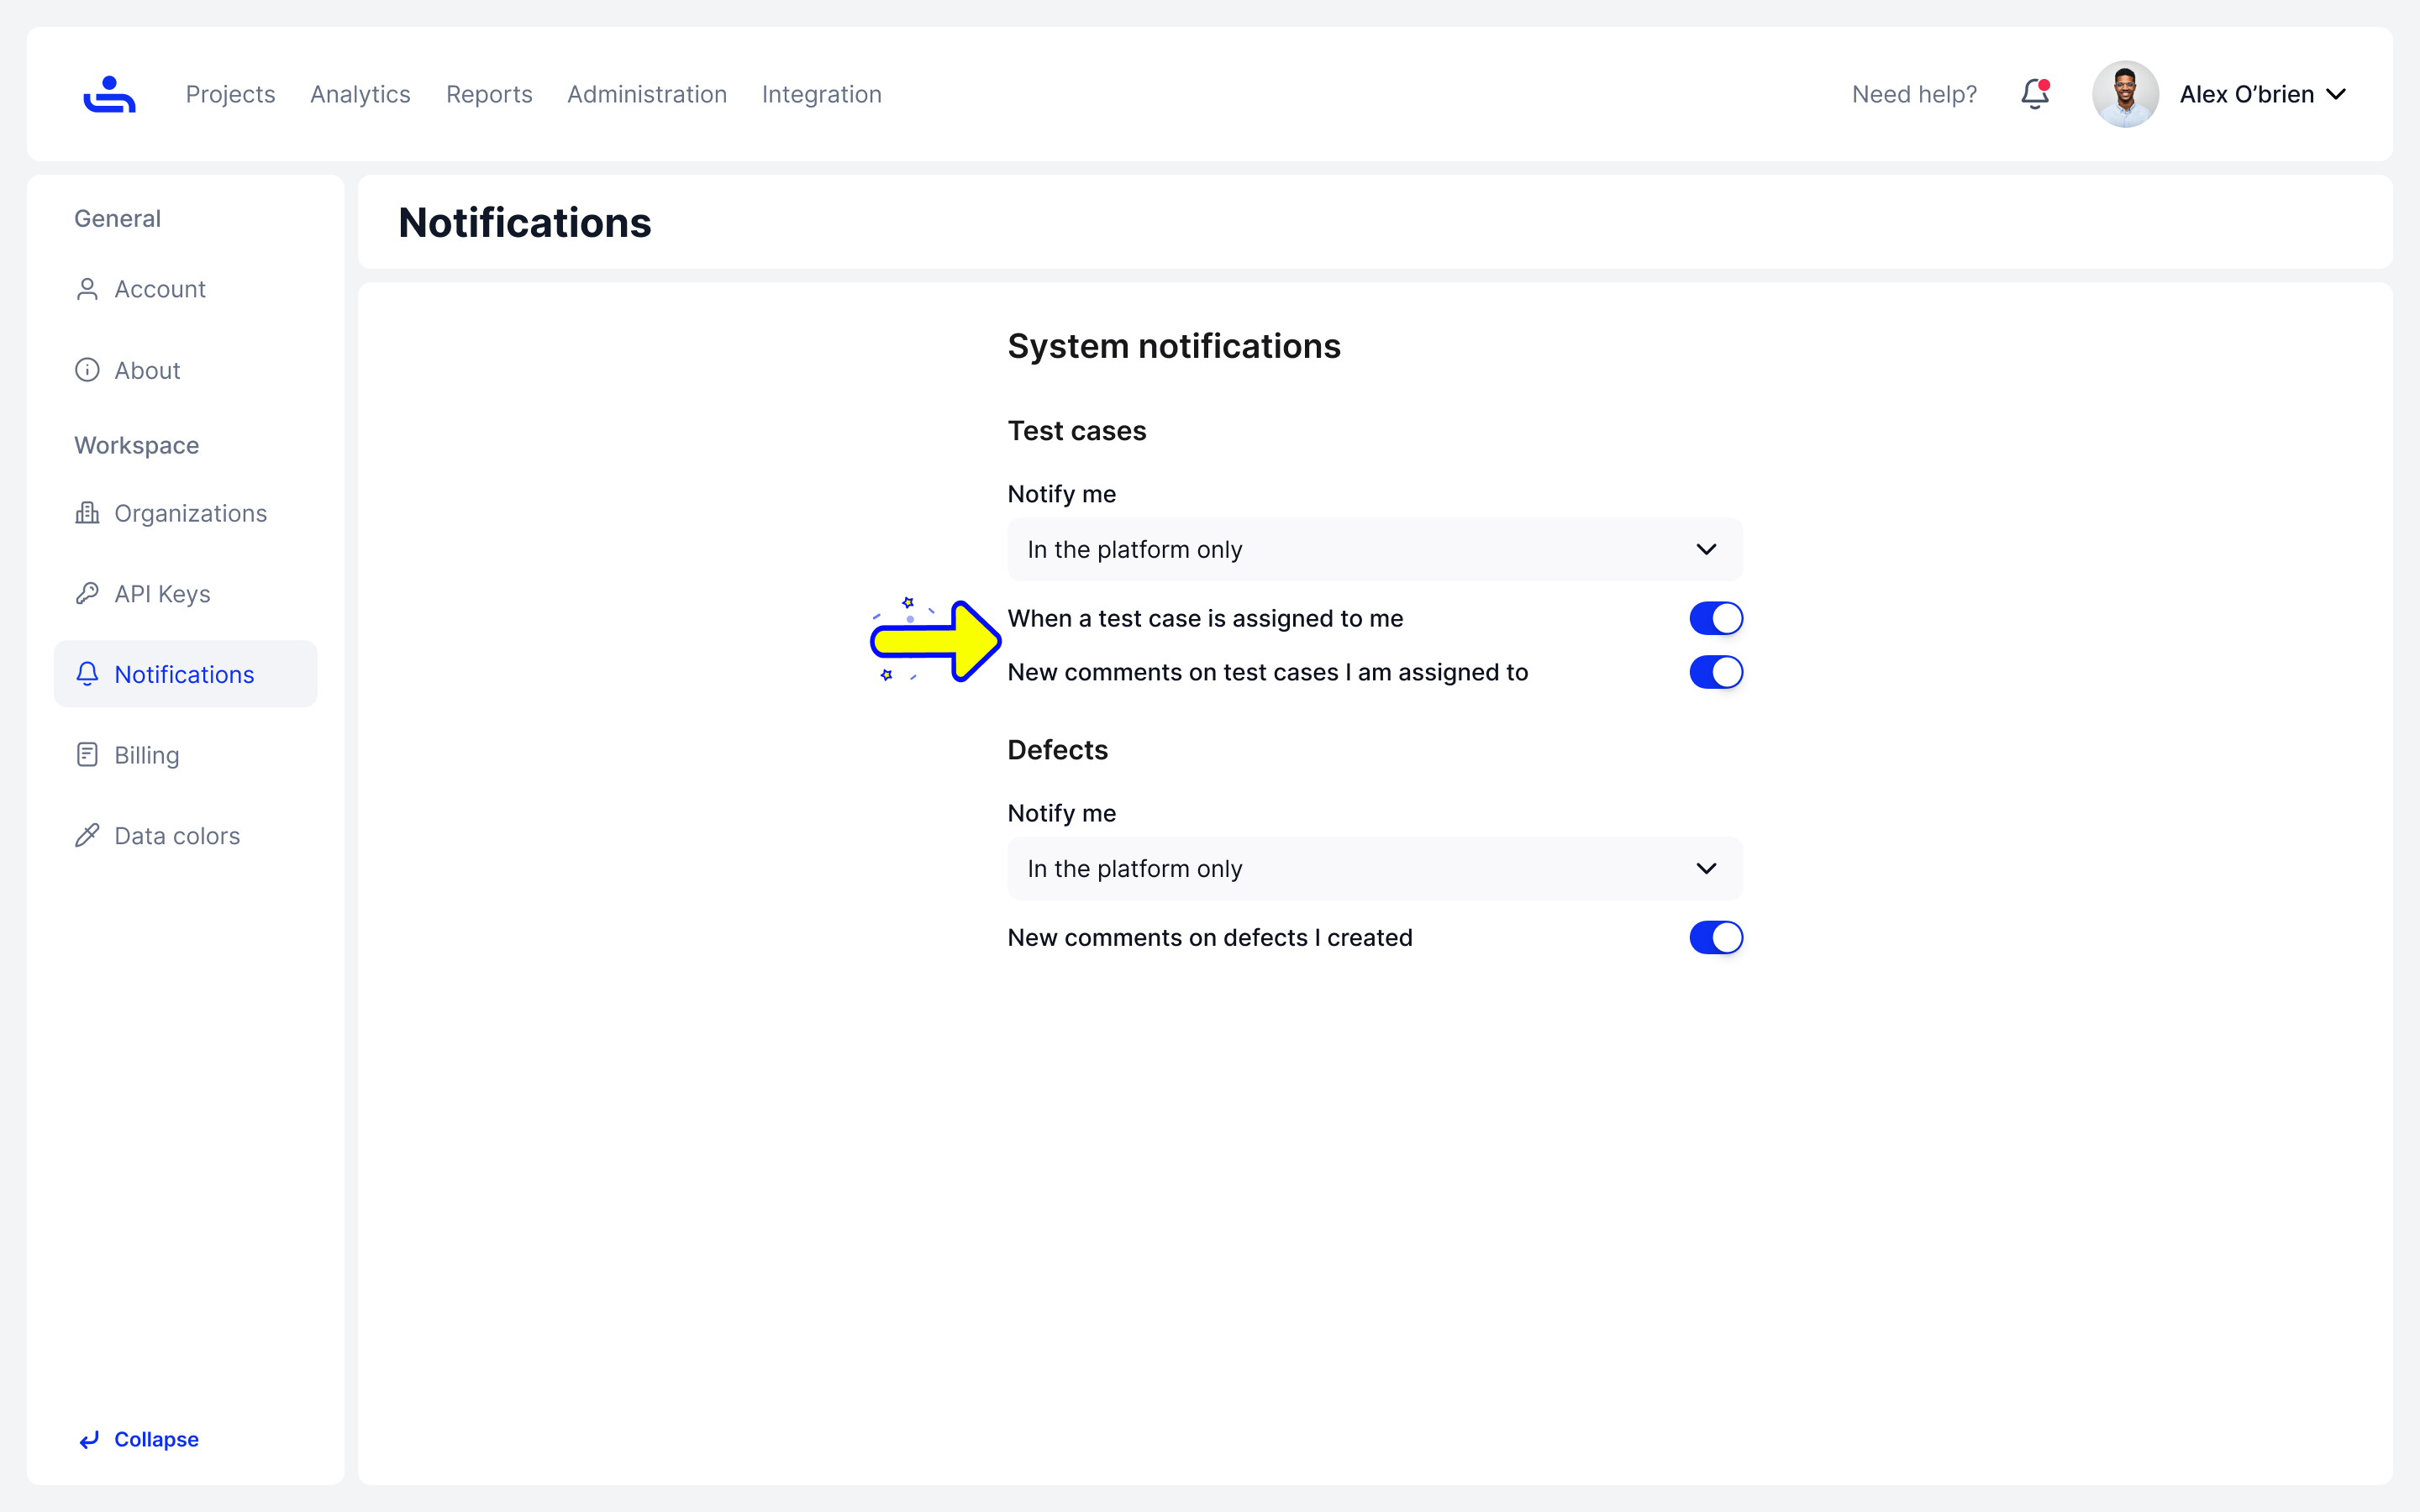 Projects Analytics Reports Administration Integration Need help? Alex O’brien
General
Account
About
Workspace
Organizations
API Keys
Notifications
Billing
Data colors
Collapse
Notifications
System notifications
Test cases
Notify me
In the platform only
When a test case is assigned to me
New comments on test cases I am assigned to
Defects
Notify me
In the platform only
New comments on defects I created